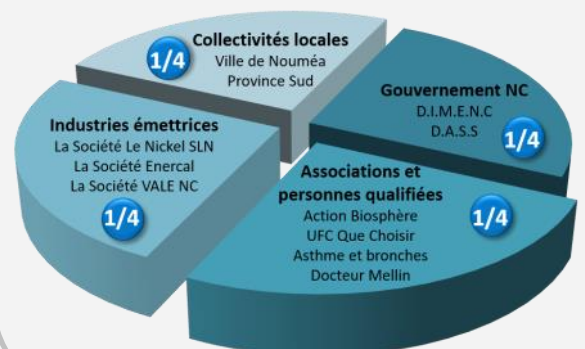 Collectivités locales
Ville de Nouméa
Province Sud
1/4
Gouvernement NC
D.I.M.E.N.C
D.A.S.S
1/4
Industries émettrices
La Société Le Nickel SLN
La Société Enercal
La Société VALE NC
1/4
Associations et
personnes qualifiées
Action Biosphère
UFC Que Choisir
Asthme et bronches
Docteur Mellin
1/4